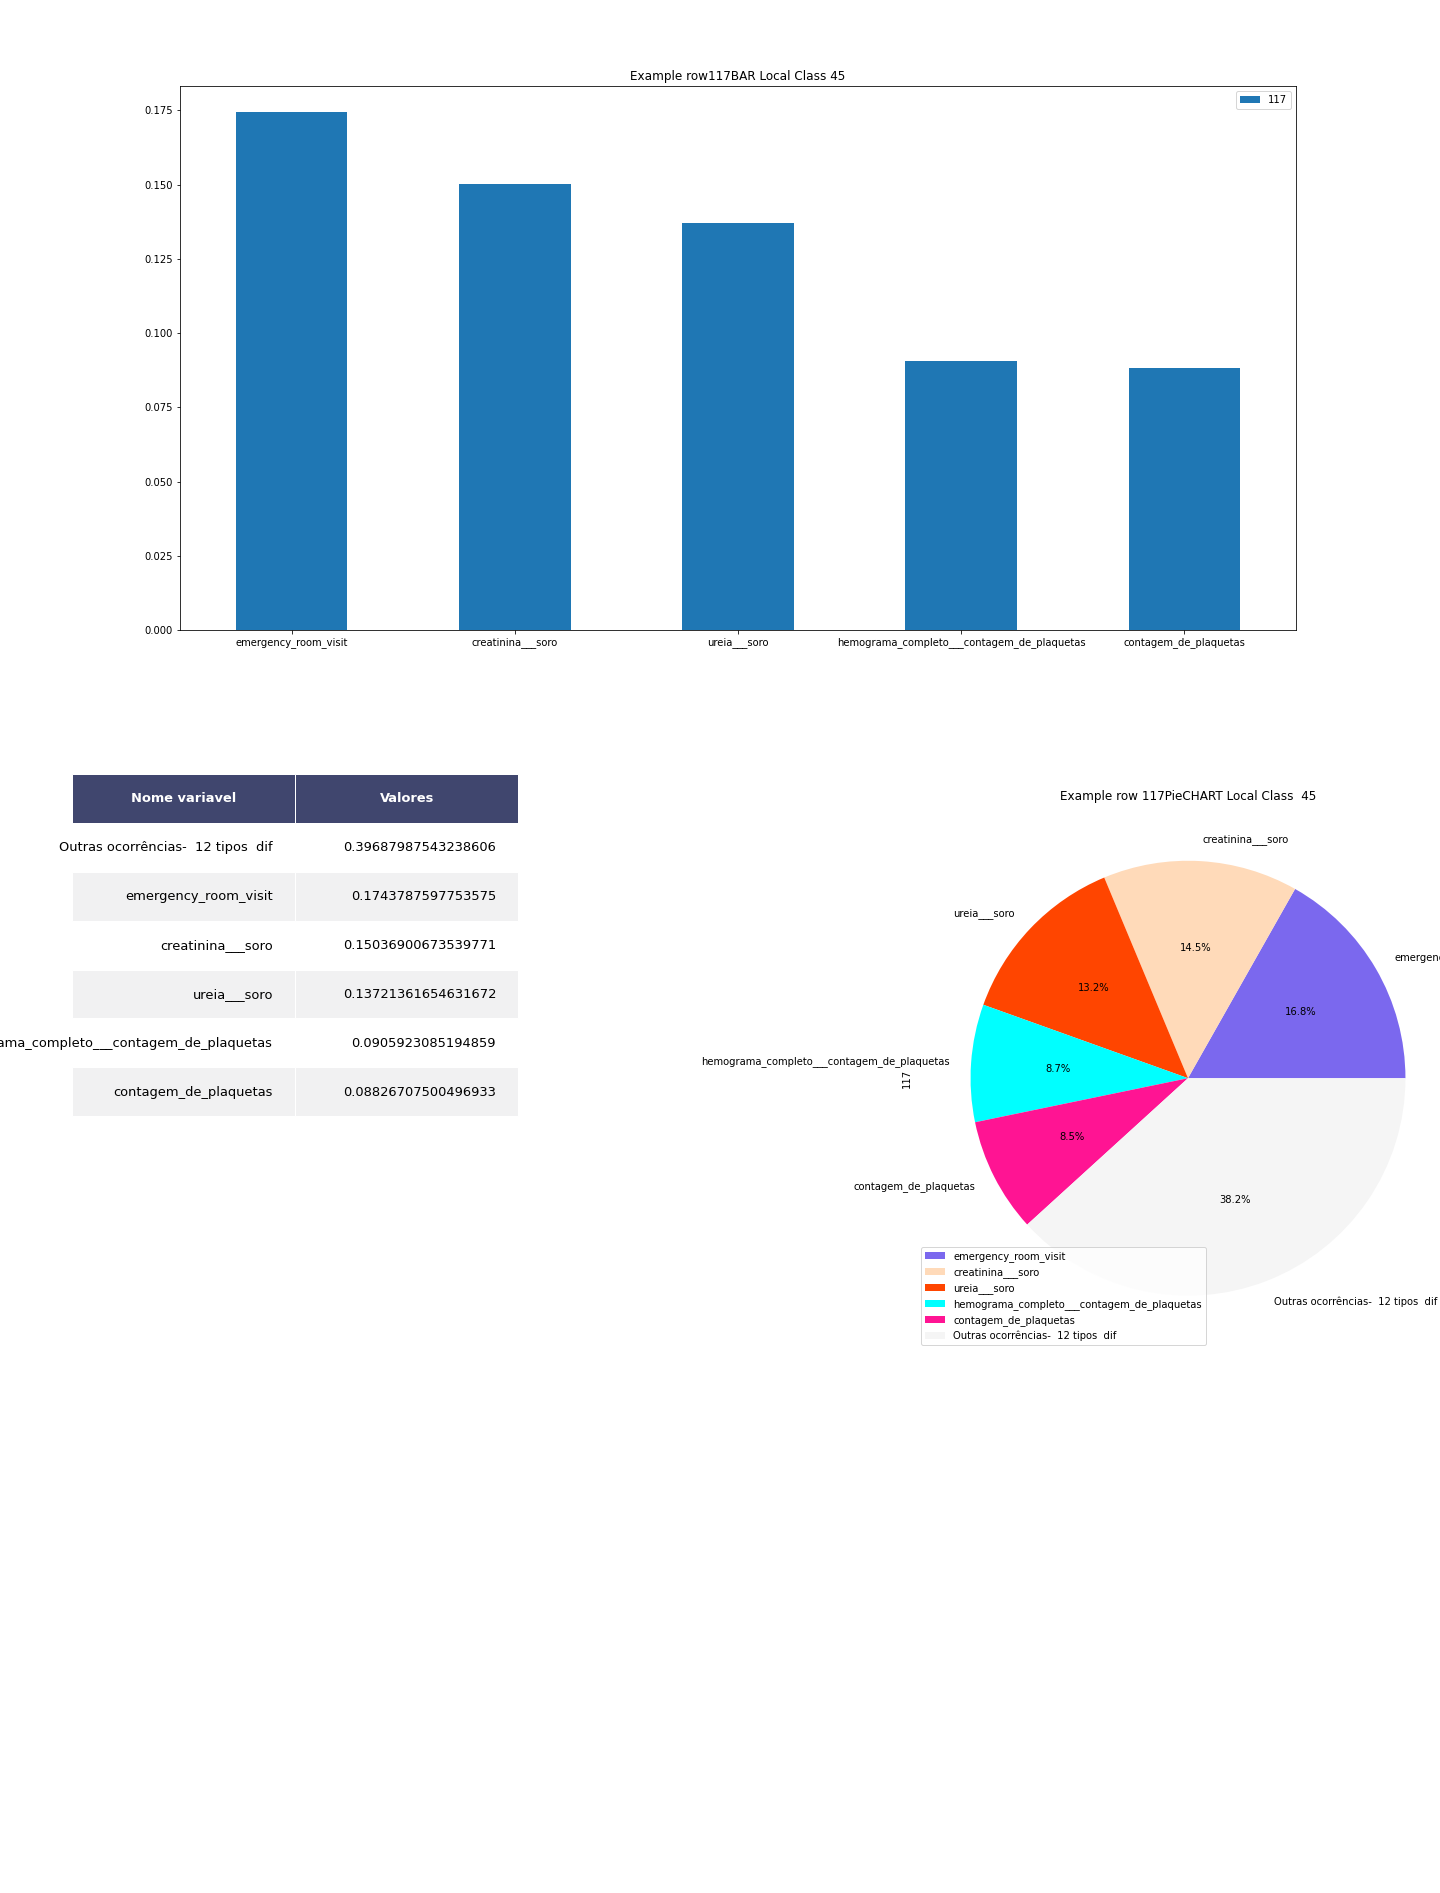 Example row117BAR Local Class 45
117
0.175
0.150
0.125
0.100
0.075
0.050
0.025
0.000
emergency_room_visit creatinina___soro ureia___soro hemograma_completo___contagem_de_plaquetas contagem_de_plaquetas
Nome variavel Valores
Outras ocorrências-  12 tipos  dif 0.39687987543238606
emergency_room_visit 0.1743787597753575
creatinina___soro 0.15036900673539771
ureia___soro 0.13721361654631672
ama_completo___contagem_de_plaquetas 0.0905923085194859
contagem_de_plaquetas 0.08826707500496933
Example row 117PieCHART Local Class  45
creatinina___soro
ureia___soro
emergenc
14.5%
13.2%
16.8%
hemograma_completo___contagem_de_plaquetas
8.7%
117
8.5%
contagem_de_plaquetas
38.2%
Outras ocorrências-  12 tipos  dif
emergency_room_visit
creatinina___soro
ureia___soro
hemograma_completo___contagem_de_plaquetas
contagem_de_plaquetas
Outras ocorrências-  12 tipos  dif